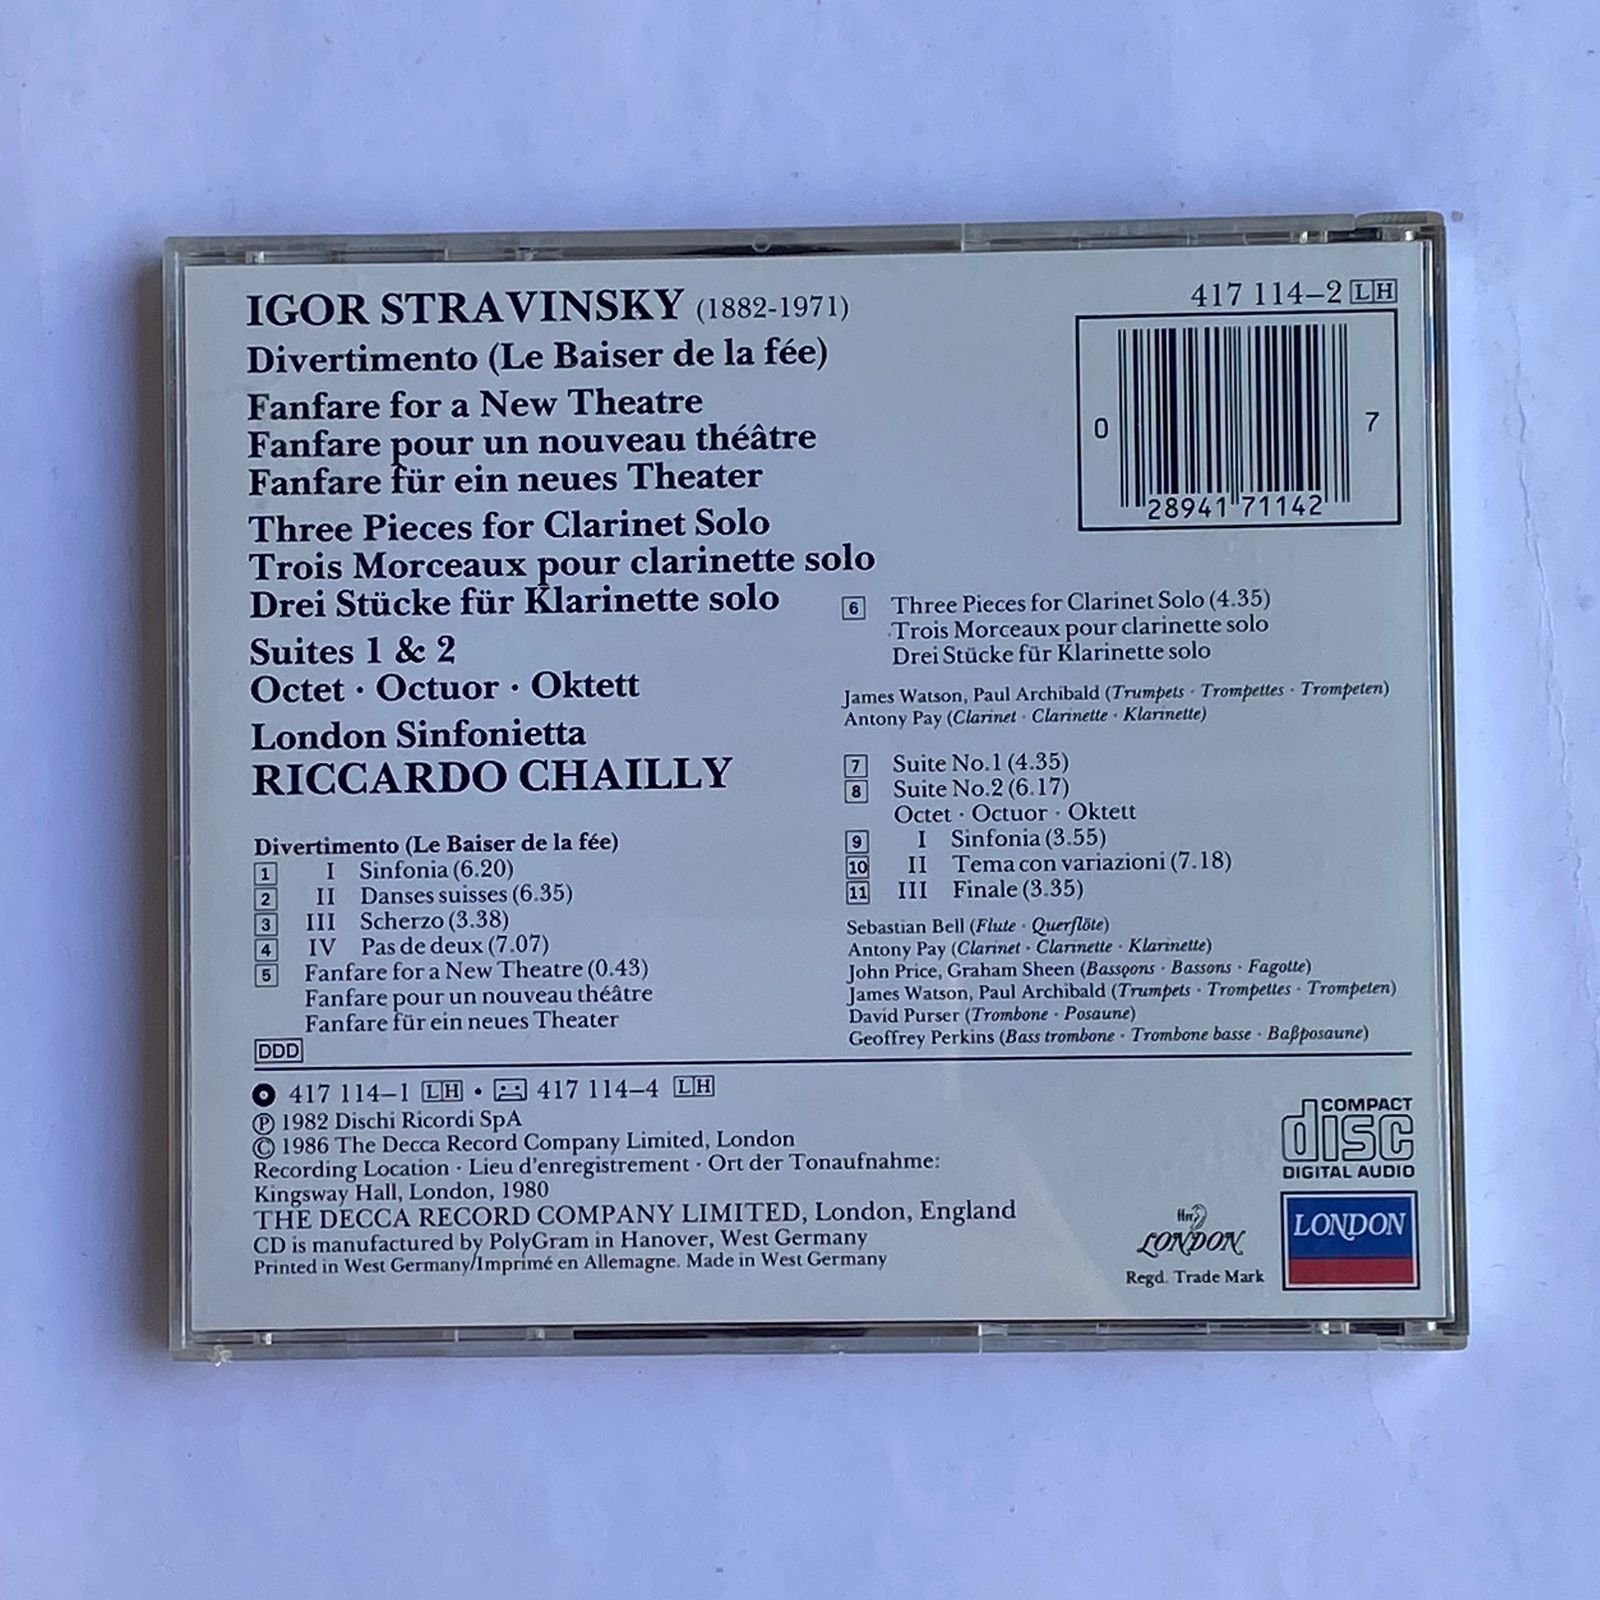 IGOR STRAVINSKY (1882-1971)
Divertimento (Le Baiser de la fée)
Fanfare for a New Theatre
Fanfare pour un nouveau théâtre
Fanfare für ein neues Theater
Three Pieces for Clarinet Solo
Trois Morceaux pour clarinette solo
Drei Stücke für Klarinette solo
Suites 1 & 2
Octet · Octuor · Oktett
London Sinfonietta
RICCARDO CHAILLY
Divertimento (Le Baiser de la fée)
1 I Sinfonia (6.20)
2 II Danses suisses (6.35)
3 III Scherzo (3.38)
4 IV Pas de deux (7.07)
5 Fanfare for a New Theatre (0.43)
Fanfare pour un nouveau théâtre
Fanfare für ein neues Theater
DDD
417 114–2 LH
0 28941 71142 7
6 Three Pieces for Clarinet Solo (4.35)
Trois Morceaux pour clarinette solo
Drei Stücke für Klarinette solo
James Watson, Paul Archibald (Trumpets · Trompettes · Trompeten)
Antony Pay (Clarinet · Clarinette · Klarinette)
7 Suite No.1 (4.35)
8 Suite No.2 (6.17)
Octet · Octuor · Oktett
9 I Sinfonia (3.55)
10 II Tema con variazioni (7.18)
11 III Finale (3.35)
Sebastian Bell (Flute · Querflöte)
Antony Pay (Clarinet · Clarinette · Klarinette)
John Price, Graham Sheen (Bassoons · Bassons · Fagotte)
James Watson, Paul Archibald (Trumpets · Trompettes · Trompeten)
David Purser (Trombone · Posaune)
Geoffrey Perkins (Bass trombone · Trombone basse · Baßposaune)
417 114–1 LH · 417 114–4 LH
℗ 1982 Dischi Ricordi SpA
© 1986 The Decca Record Company Limited, London
Recording Location · Lieu d'enregistrement · Ort der Tonaufnahme:
Kingsway Hall, London, 1980
THE DECCA RECORD COMPANY LIMITED, London, England
CD is manufactured by PolyGram in Hanover, West Germany
Printed in West Germany/Imprimé en Allemagne. Made in West Germany
COMPACT
disc
DIGITAL AUDIO
ffrr
LONDON
Regd. Trade Mark
LONDON